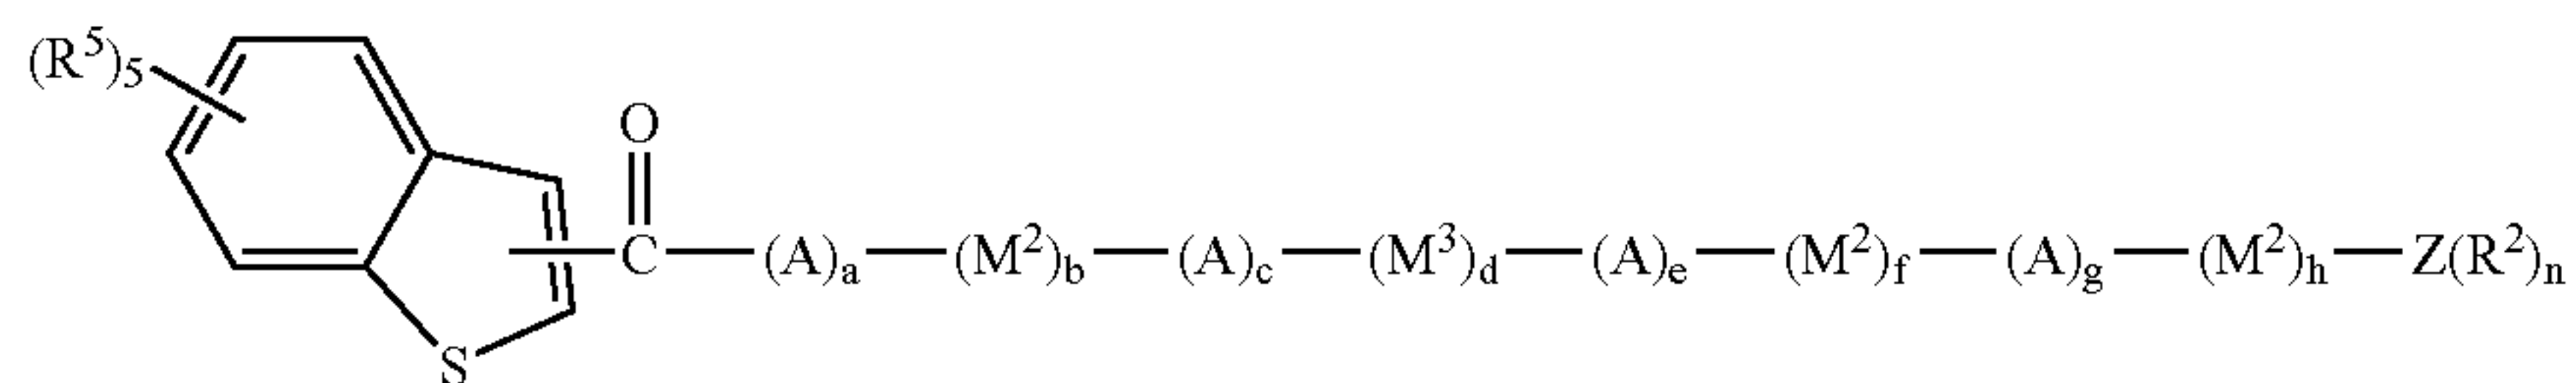 (R⁵)₅
O
C—(A)ₐ—(M²)b—(A)c—(M³)d—(A)ₑ—(M²)f—(A)g—(M²)ₕ—Z(R²)ₙ
S